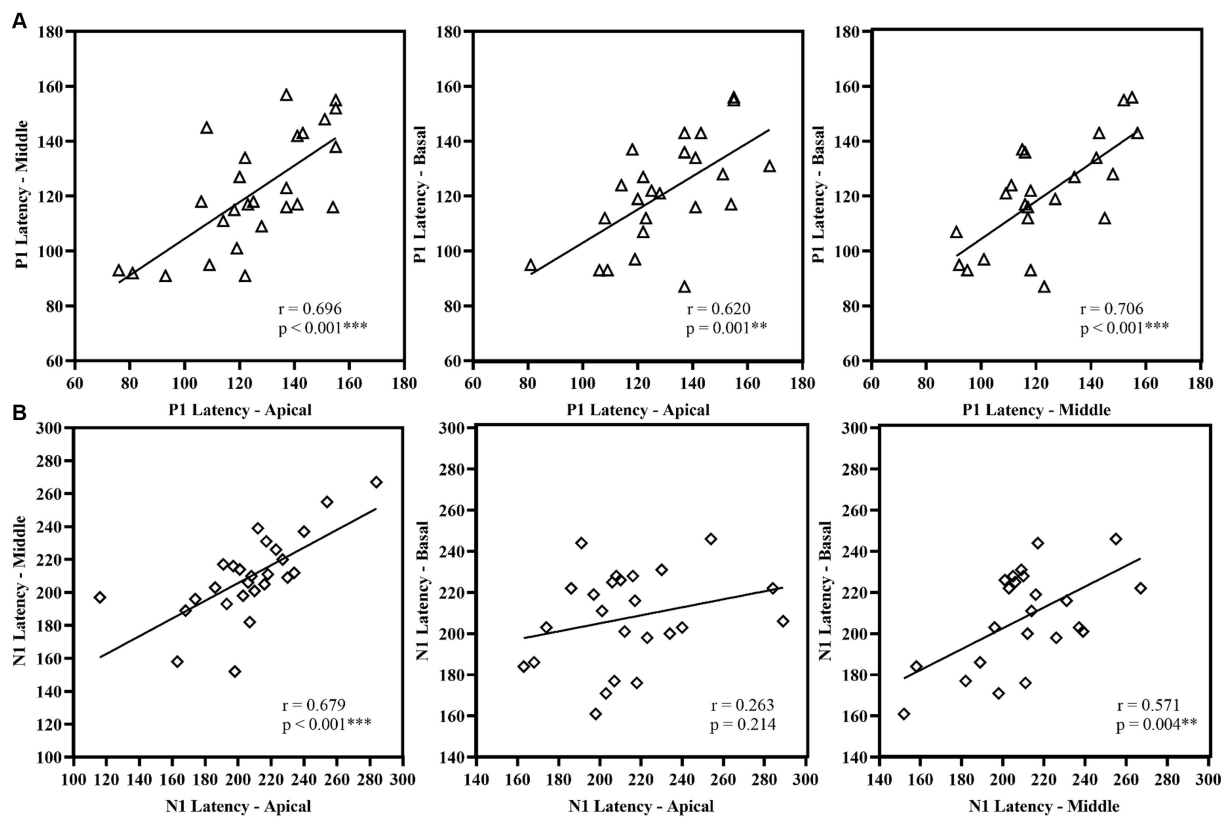 A
180
160
140
120
100
80
60
P1 Latency - Middle
60 80 100 120 140 160 180
P1 Latency - Apical
r = 0.696
p < 0.001***
180
160
140
120
100
80
60
P1 Latency - Basal
60 80 100 120 140 160 180
P1 Latency - Apical
r = 0.620
p = 0.001**
180
160
140
120
100
80
60
P1 Latency - Basal
60 80 100 120 140 160 180
P1 Latency - Middle
r = 0.706
p < 0.001***
B
300
280
260
240
220
200
180
160
140
120
100
N1 Latency - Middle
100 120 140 160 180 200 220 240 260 280 300
N1 Latency - Apical
r = 0.679
p < 0.001***
300
280
260
240
220
200
180
160
140
N1 Latency - Basal
140 160 180 200 220 240 260 280 300
N1 Latency - Apical
r = 0.263
p = 0.214
300
280
260
240
220
200
180
160
140
N1 Latency - Basal
140 160 180 200 220 240 260 280 300
N1 Latency - Middle
r = 0.571
p = 0.004**